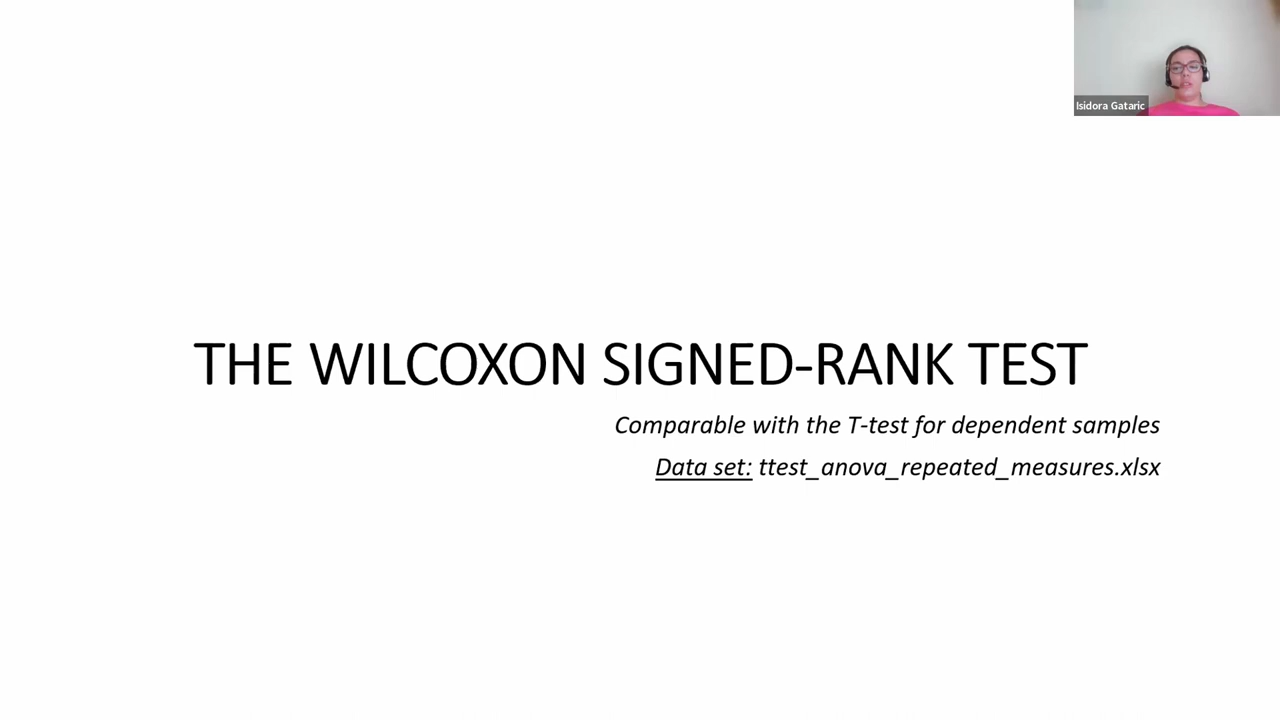 Isidora Gataric
THE WILCOXON SIGNED-RANK TEST
Comparable with the T-test for dependent samples
Data set: ttest_anova_repeated_measures.xlsx